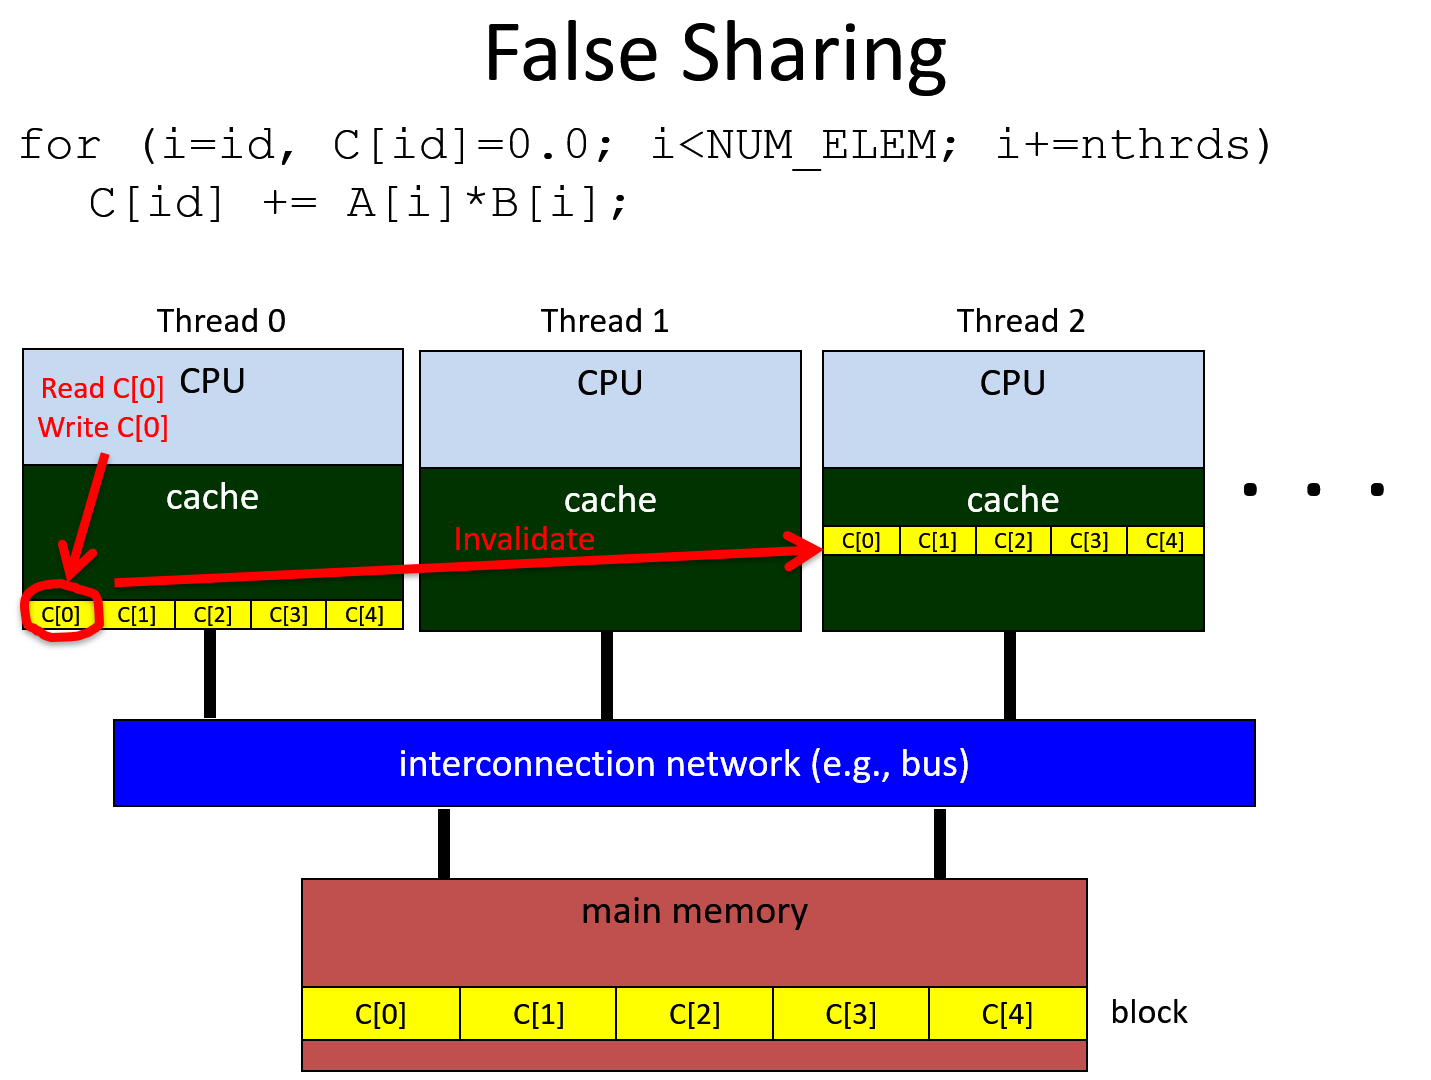 False Sharing
for (i=id, C[id]=0.0; i<NUM_ELEM; i+=nthrds)
C[id] += A[i]*B[i];
Thread 0
Thread 1
Thread 2
CPU
Read C[0]
Write C[0]
cache
C[0] C[1] C[2] C[3] C[4]
CPU
cache
Invalidate
CPU
cache
C[0] C[1] C[2] C[3] C[4]
. . .
interconnection network (e.g., bus)
main memory
C[0] C[1] C[2] C[3] C[4]
block